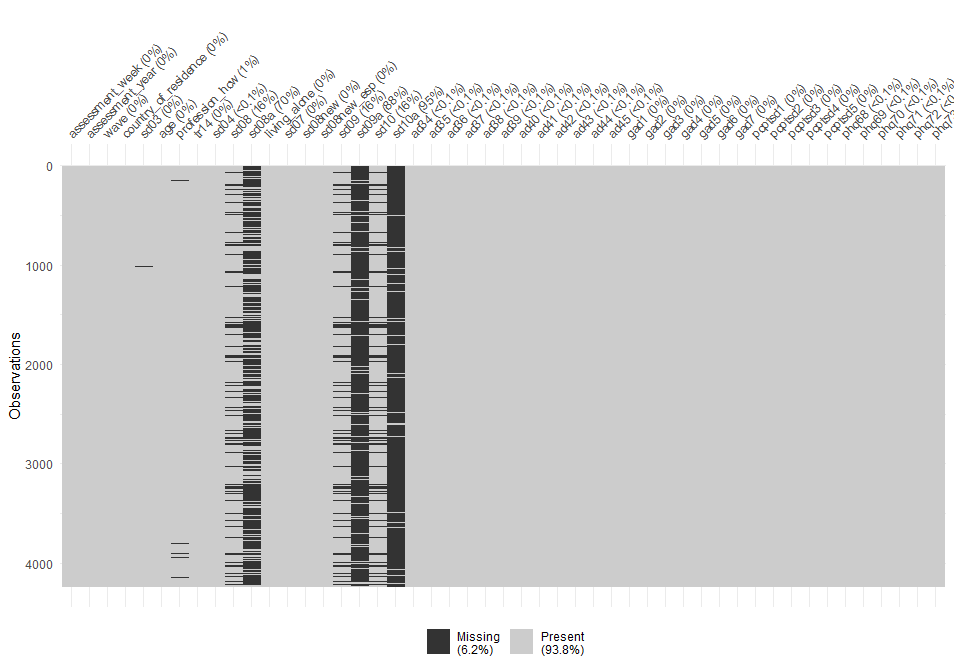 assessment_week (0%)
assessment_year (0%)
wave (0%)
country_of_residence (0%)
sd03 (0%)
age (0%)
profession_hcw (1%)
tr14 (0%)
sd04 (<0.1%)
sd08 (16%)
sd08a (70%)
living_alone (0%)
sd07 (0%)
sd08new (0%)
sd08new_esp (0%)
sd09 (16%)
sd09a (88%)
sd10 (16%)
sd10a (95%)
ad34 (<0.1%)
ad35 (<0.1%)
ad36 (<0.1%)
ad37 (<0.1%)
ad38 (<0.1%)
ad39 (<0.1%)
ad40 (<0.1%)
ad41 (<0.1%)
ad42 (<0.1%)
ad43 (<0.1%)
ad44 (<0.1%)
ad45 (<0.1%)
gad1 (0%)
gad2 (0%)
gad3 (0%)
gad4 (0%)
gad5 (0%)
gad6 (0%)
gad7 (0%)
pcptsd1 (0%)
pcptsd2 (0%)
pcptsd3 (0%)
pcptsd4 (0%)
pcptsd5 (0%)
phq68 (<0.1%)
phq69 (<0.1%)
phq70 (<0.1%)
phq71 (<0.1%
phq72 (<0.
phq73
0
1000
2000
3000
4000
Observations
Missing
(6.2%)
Present
(93.8%)